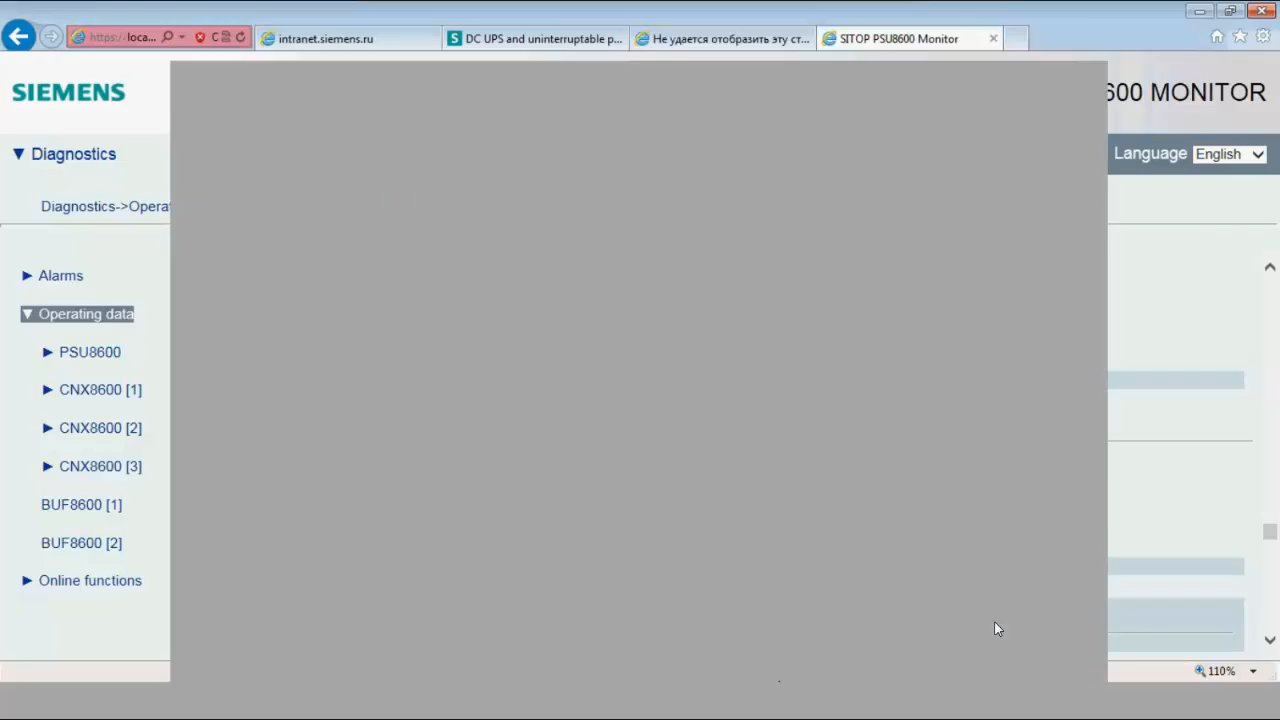 https://loca...
intranet.siemens.ru
S DC UPS and uninterruptable p...
Не удается отобразить эту ст...
SITOP PSU8600 Monitor
SIEMENS
600 MONITOR
▼ Diagnostics
Language English
Diagnostics->Opera
► Alarms
▼ Operating data
► PSU8600
► CNX8600 [1]
► CNX8600 [2]
► CNX8600 [3]
BUF8600 [1]
BUF8600 [2]
► Online functions
110%